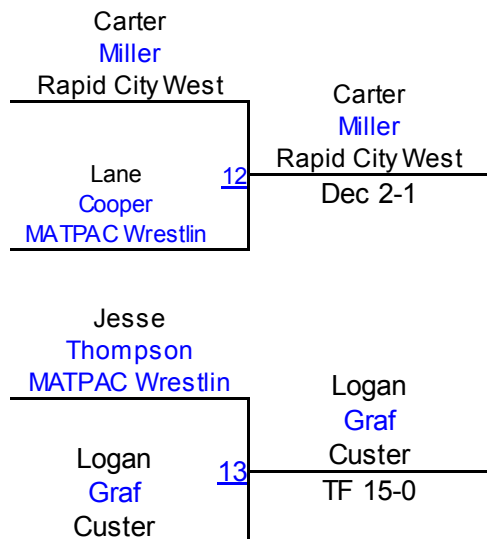 Carter
Miller
Rapid City West
Lane
Cooper
MATPAC Wrestlin
12
Carter
Miller
Rapid City West
Dec 2-1
Jesse
Thompson
MATPAC Wrestlin
Logan
Graf
Custer
13
Logan
Graf
Custer
TF 15-0